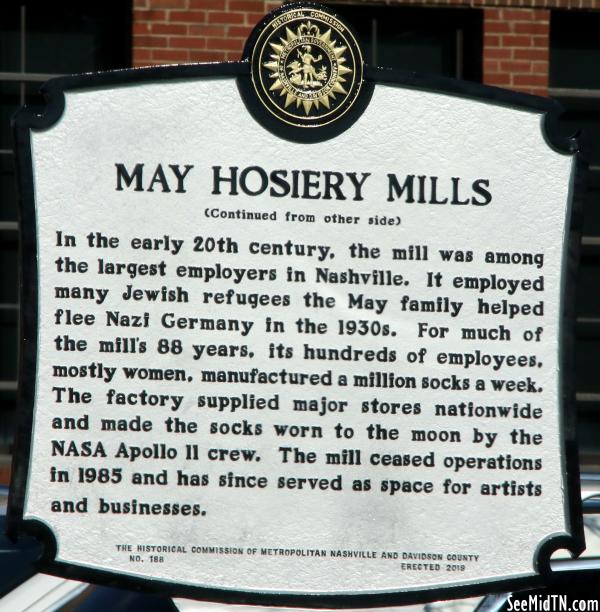 HISTORICAL COMMISSION
MAY HOSIERY MILLS
(Continued from other side)
In the early 20th century, the mill was among
the largest employers in Nashville. It employed
many Jewish refugees the May family helped
flee Nazi Germany in the 1930s. For much of
the mill's 88 years, its hundreds of employees,
mostly women, manufactured a million socks a week.
The factory supplied major stores nationwide
and made the socks worn to the moon by the
NASA Apollo 11 crew. The mill ceased operations
in 1985 and has since served as space for artists
and businesses.
THE HISTORICAL COMMISSION OF METROPOLITAN NASHVILLE AND DAVIDSON COUNTY
NO. 188 ERECTED 2019
SeeMidTN.com